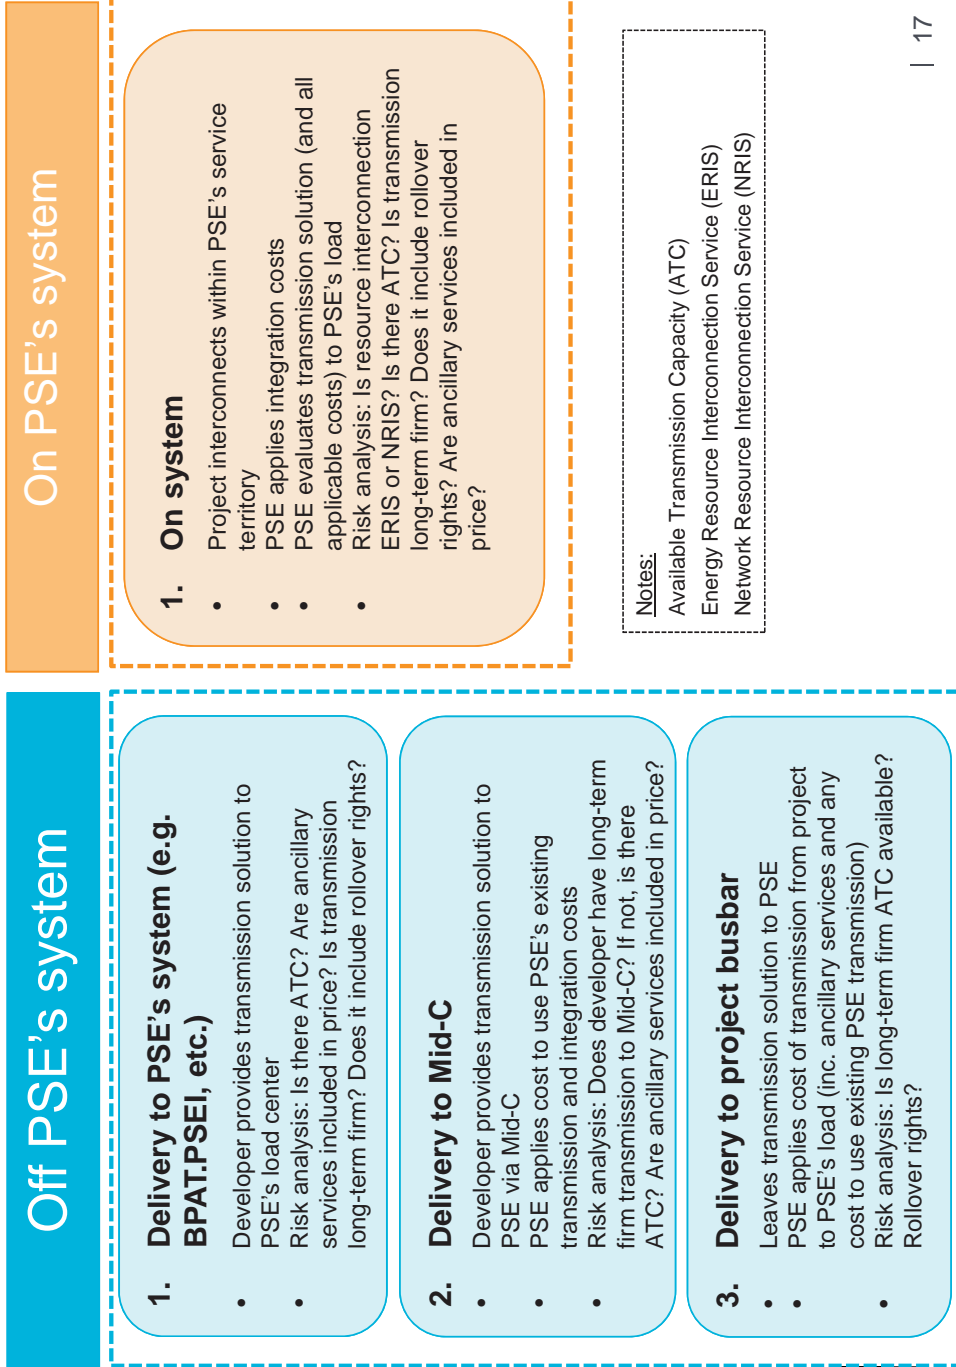 Off PSE's system
1. Delivery to PSE's system (e.g.
BPAT.PSEI, etc.)
• Developer provides transmission solution to
PSE's load center
• Risk analysis: Is there ATC? Are ancillary
services included in price? Is transmission
long-term firm? Does it include rollover rights?
2. Delivery to Mid-C
• Developer provides transmission solution to
PSE via Mid-C
• PSE applies cost to use PSE's existing
transmission and integration costs
• Risk analysis: Does developer have long-term
firm transmission to Mid-C? If not, is there
ATC? Are ancillary services included in price?
3. Delivery to project busbar
• Leaves transmission solution to PSE
• PSE applies cost of transmission from project
to PSE's load (inc. ancillary services and any
cost to use existing PSE transmission)
• Risk analysis: Is long-term firm ATC available?
Rollover rights?
On PSE's system
1. On system
• Project interconnects within PSE's service
territory
• PSE applies integration costs
• PSE evaluates transmission solution (and all
applicable costs) to PSE's load
• Risk analysis: Is resource interconnection
ERIS or NRIS? Is there ATC? Is transmission
long-term firm? Does it include rollover
rights? Are ancillary services included in
price?
Notes:
Available Transmission Capacity (ATC)
Energy Resource Interconnection Service (ERIS)
Network Resource Interconnection Service (NRIS)
| 17